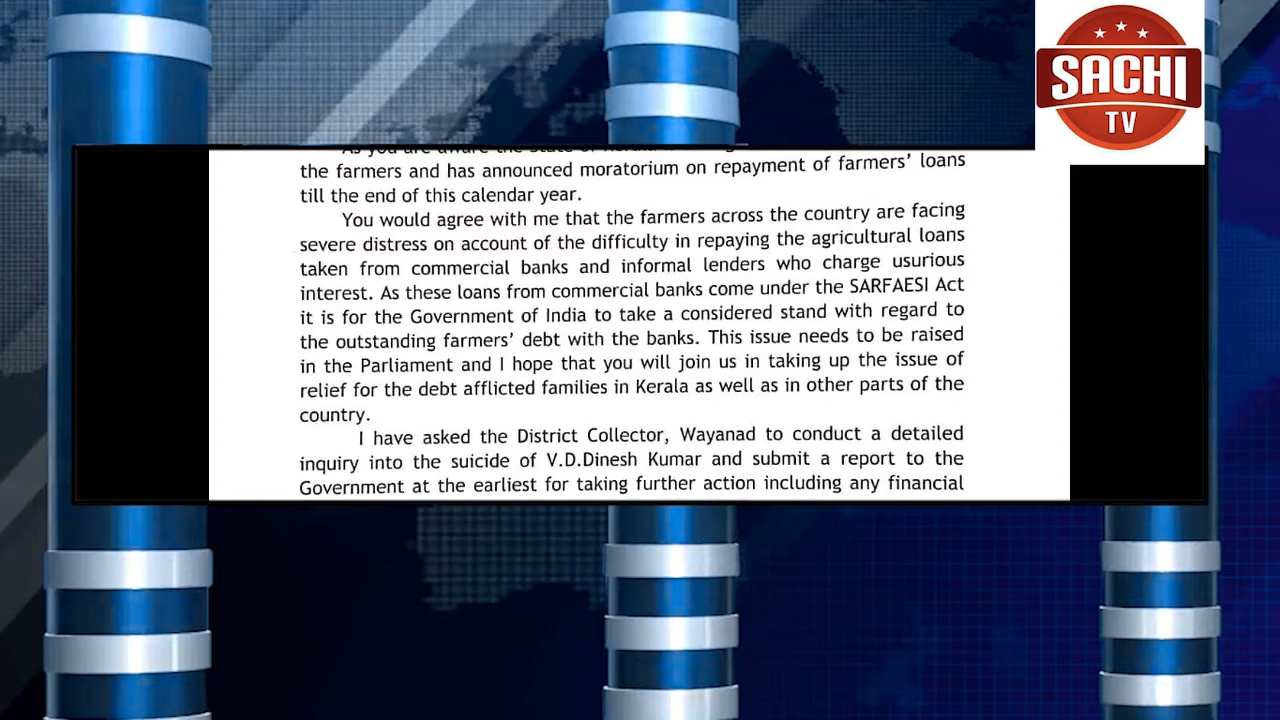 SACHI
TV
As you are aware the State of
the farmers and has announced moratorium on repayment of farmers’ loans
till the end of this calendar year.
You would agree with me that the farmers across the country are facing
severe distress on account of the difficulty in repaying the agricultural loans
taken from commercial banks and informal lenders who charge usurious
interest. As these loans from commercial banks come under the SARFAESI Act
it is for the Government of India to take a considered stand with regard to
the outstanding farmers’ debt with the banks. This issue needs to be raised
in the Parliament and I hope that you will join us in taking up the issue of
relief for the debt afflicted families in Kerala as well as in other parts of the
country.
I have asked the District Collector, Wayanad to conduct a detailed
inquiry into the suicide of V.D.Dinesh Kumar and submit a report to the
Government at the earliest for taking further action including any financial